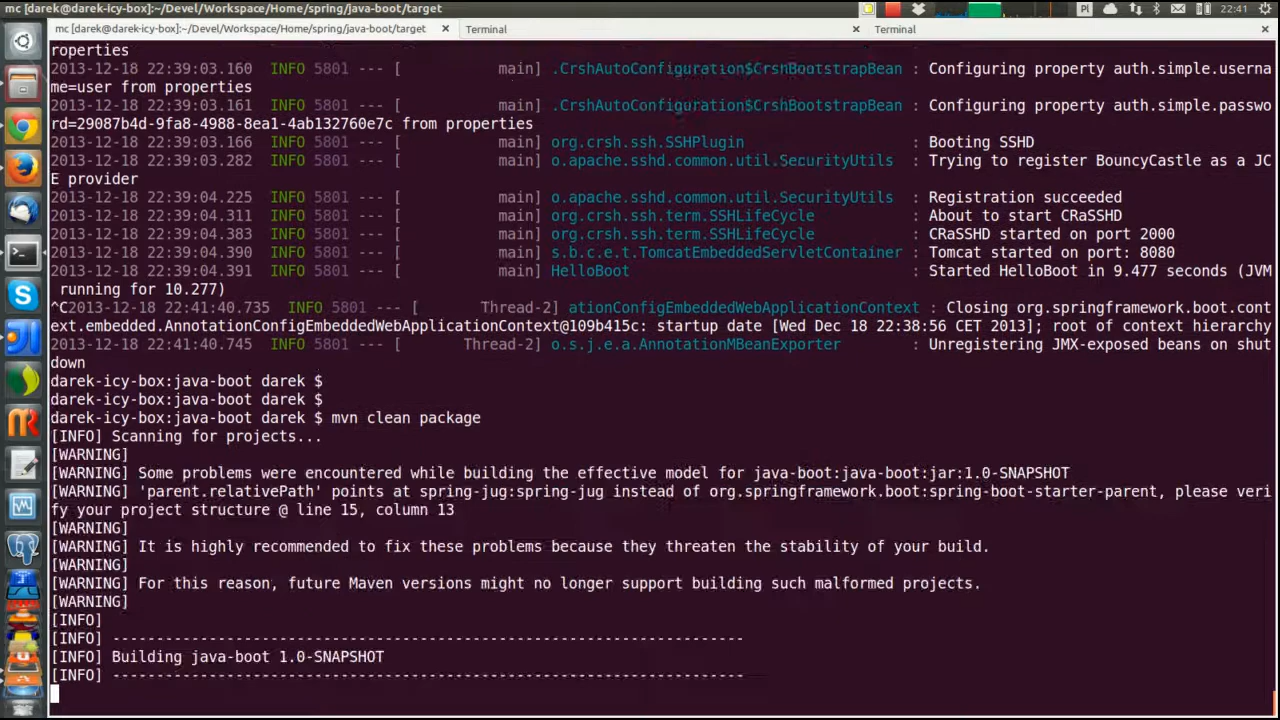 mc [darek@darek-icy-box]:~/Devel/Workspace/Home/spring/java-boot/target
Pl
22:41
mc [darek@darek-icy-box]:~/Devel/Workspace/Home/spring/java-boot/target × Terminal × Terminal ×
roperties
2013-12-18 22:39:03.160  INFO 5801 --- [           main] .CrshAutoConfiguration$CrshBootstrapBean : Configuring property auth.simple.userna
me=user from properties
2013-12-18 22:39:03.161  INFO 5801 --- [           main] .CrshAutoConfiguration$CrshBootstrapBean : Configuring property auth.simple.passwo
rd=29087b4d-9fa8-4988-8ea1-4ab132760e7c from properties
2013-12-18 22:39:03.166  INFO 5801 --- [           main] org.crsh.ssh.SSHPlugin                   : Booting SSHD
2013-12-18 22:39:03.282  INFO 5801 --- [           main] o.apache.sshd.common.util.SecurityUtils  : Trying to register BouncyCastle as a JC
E provider
2013-12-18 22:39:04.225  INFO 5801 --- [           main] o.apache.sshd.common.util.SecurityUtils  : Registration succeeded
2013-12-18 22:39:04.311  INFO 5801 --- [           main] org.crsh.ssh.term.SSHLifeCycle           : About to start CRaSSHD
2013-12-18 22:39:04.383  INFO 5801 --- [           main] org.crsh.ssh.term.SSHLifeCycle           : CRaSSHD started on port 2000
2013-12-18 22:39:04.390  INFO 5801 --- [           main] s.b.c.e.t.TomcatEmbeddedServletContainer : Tomcat started on port: 8080
2013-12-18 22:39:04.391  INFO 5801 --- [           main] HelloBoot                                : Started HelloBoot in 9.477 seconds (JVM
 running for 10.277)
^C2013-12-18 22:41:40.735  INFO 5801 --- [       Thread-2] ationConfigEmbeddedWebApplicationContext : Closing org.springframework.boot.cont
ext.embedded.AnnotationConfigEmbeddedWebApplicationContext@109b415c: startup date [Wed Dec 18 22:38:56 CET 2013]; root of context hierarchy
2013-12-18 22:41:40.745  INFO 5801 --- [       Thread-2] o.s.j.e.a.AnnotationMBeanExporter        : Unregistering JMX-exposed beans on shut
down
darek-icy-box:java-boot darek $
darek-icy-box:java-boot darek $
darek-icy-box:java-boot darek $ mvn clean package
[INFO] Scanning for projects...
[WARNING]
[WARNING] Some problems were encountered while building the effective model for java-boot:java-boot:jar:1.0-SNAPSHOT
[WARNING] 'parent.relativePath' points at spring-jug:spring-jug instead of org.springframework.boot:spring-boot-starter-parent, please veri
fy your project structure @ line 15, column 13
[WARNING]
[WARNING] It is highly recommended to fix these problems because they threaten the stability of your build.
[WARNING]
[WARNING] For this reason, future Maven versions might no longer support building such malformed projects.
[WARNING]
[INFO]
[INFO] ------------------------------------------------------------------------
[INFO] Building java-boot 1.0-SNAPSHOT
[INFO] ------------------------------------------------------------------------